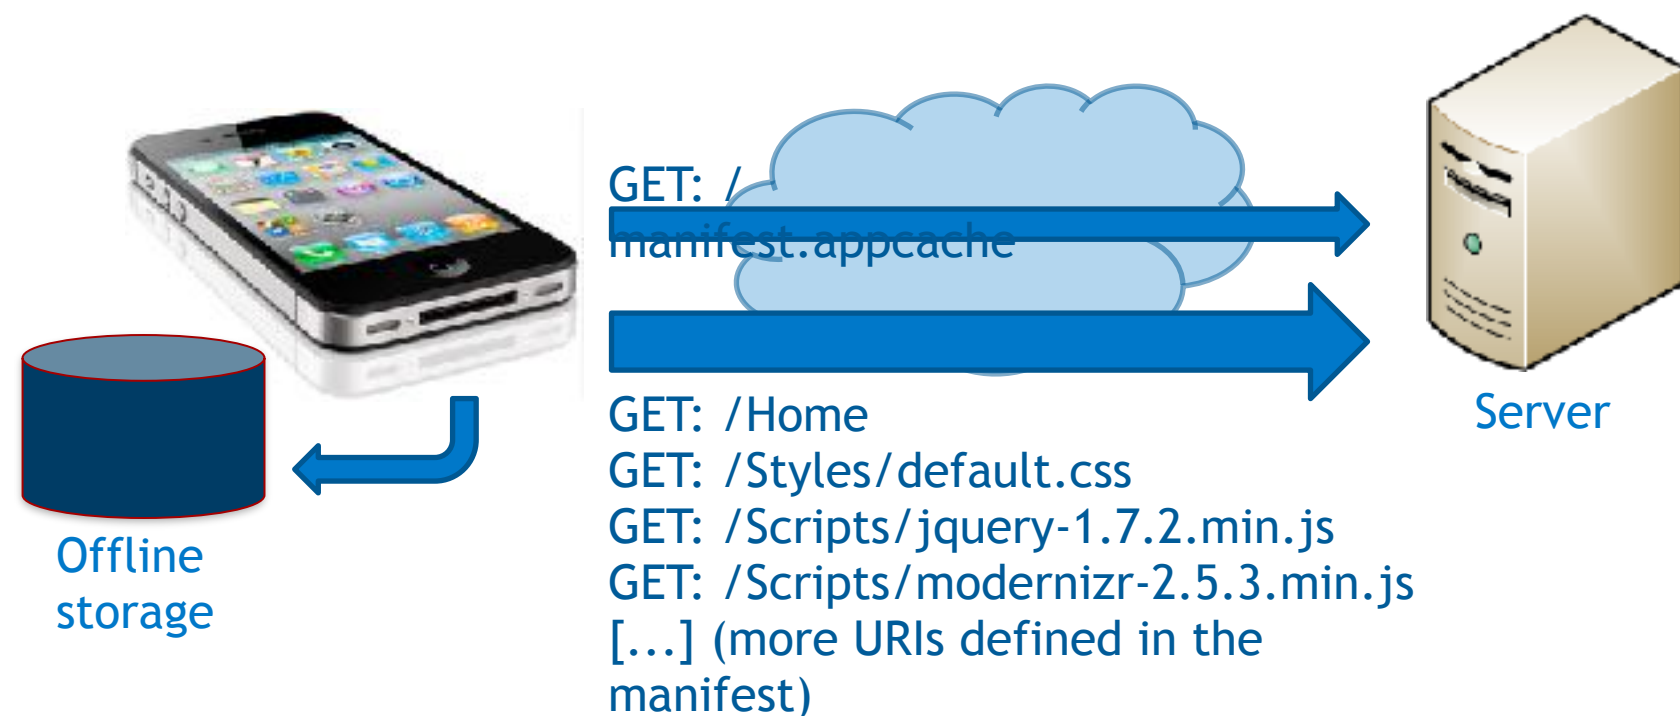 GET: /
manifest.appcache
GET: /Home
GET: /Styles/default.css
GET: /Scripts/jquery-1.7.2.min.js
GET: /Scripts/modernizr-2.5.3.min.js
[...] (more URIs defined in the
manifest)
Server
Offline
storage